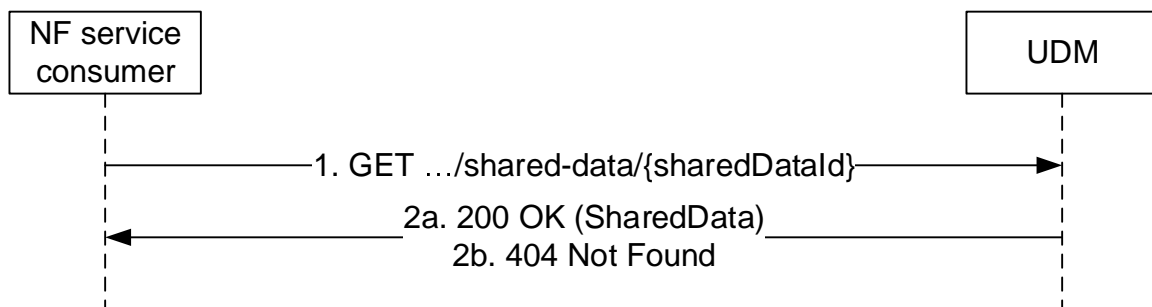 NF service
consumer
UDM
1. GET …/shared-data/{sharedDataId}
2a. 200 OK (SharedData)
2b. 404 Not Found